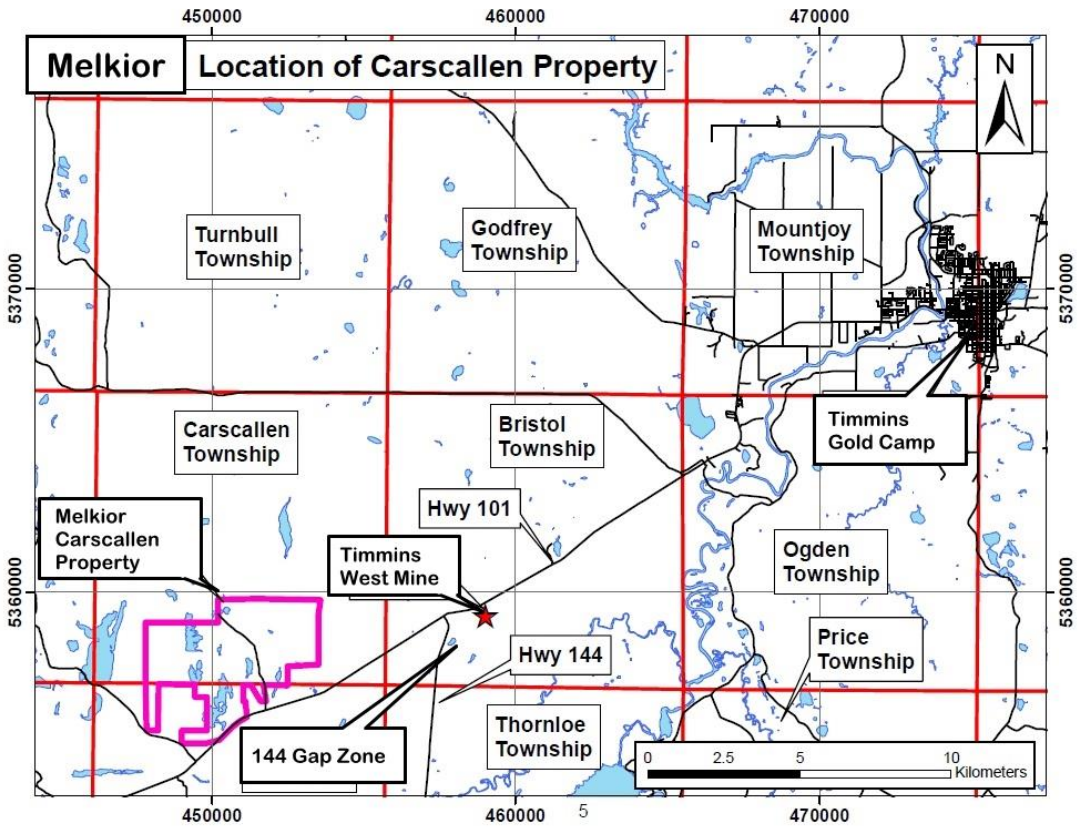 450000
460000
470000
Melkior
Location of Carscallen Property
N
Turnbull
Township
Godfrey
Township
Mountjoy
Township
5370000
5370000
Carscallen
Township
Bristol
Township
Timmins
Gold Camp
Hwy 101
Melkior
Carscallen
Property
Timmins
West Mine
Ogden
Township
5360000
5360000
Hwy 144
Price
Township
144 Gap Zone
Thornloe
Township
0 2.5 5 10
Kilometers
450000
460000
470000
5